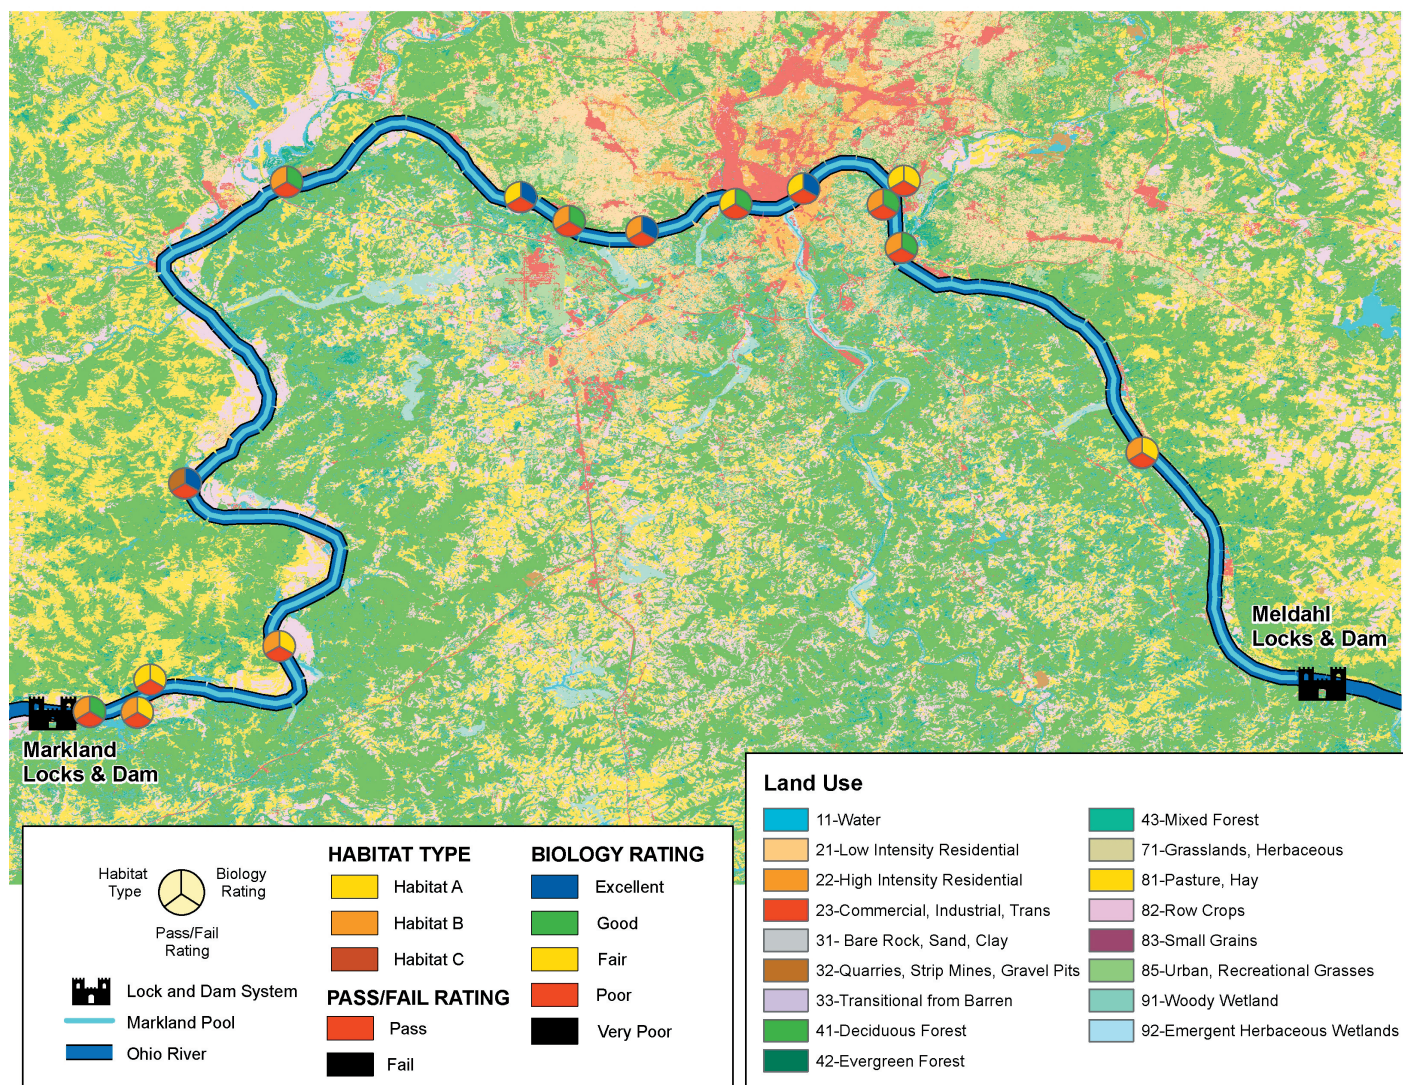 Meldahl
Locks & Dam
Markland
Locks & Dam
Habitat
Type
Biology
Rating
Pass/Fail
Rating
Lock and Dam System
Markland Pool
Ohio River
HABITAT TYPE
Habitat A
Habitat B
Habitat C
PASS/FAIL RATING
Pass
Fail
BIOLOGY RATING
Excellent
Good
Fair
Poor
Very Poor
Land Use
11-Water
21-Low Intensity Residential
22-High Intensity Residential
23-Commercial, Industrial, Trans
31- Bare Rock, Sand, Clay
32-Quarries, Strip Mines, Gravel Pits
33-Transitional from Barren
41-Deciduous Forest
42-Evergreen Forest
43-Mixed Forest
71-Grasslands, Herbaceous
81-Pasture, Hay
82-Row Crops
83-Small Grains
85-Urban, Recreational Grasses
91-Woody Wetland
92-Emergent Herbaceous Wetlands